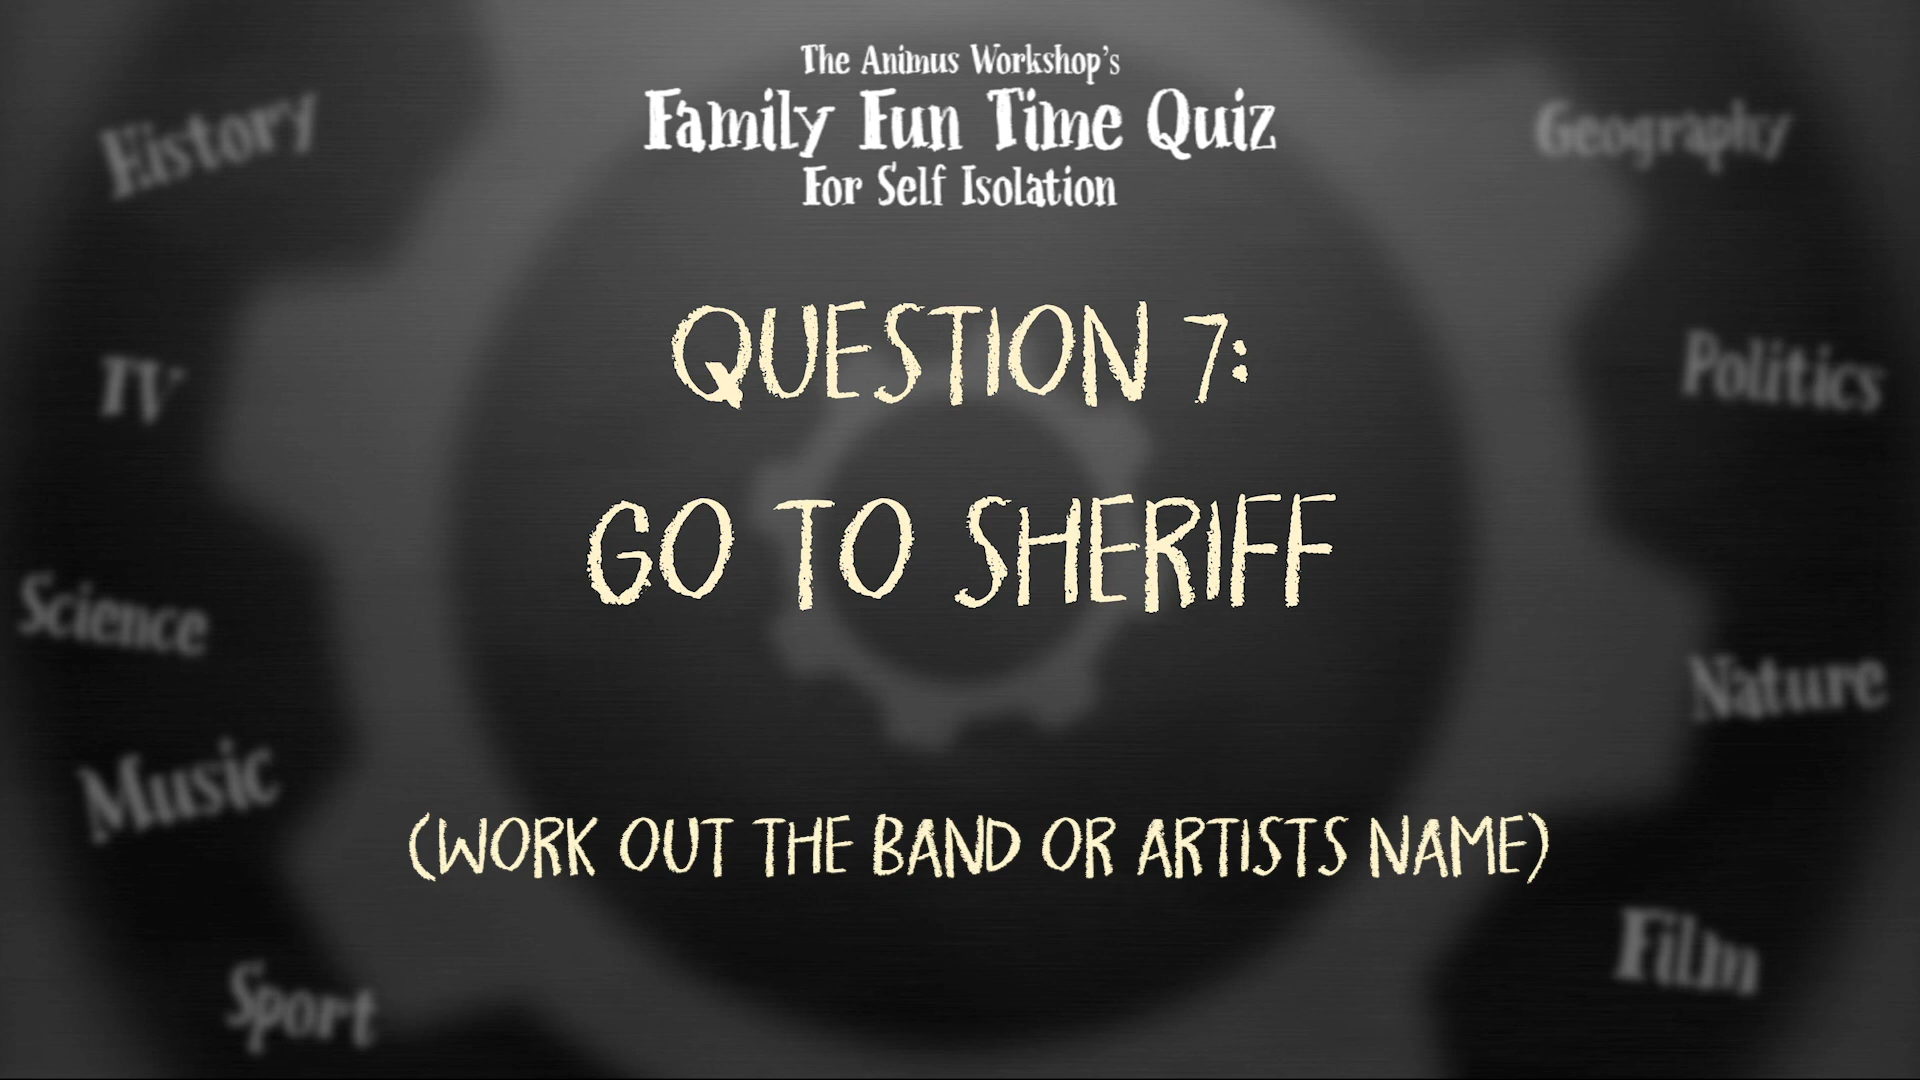 The Animus Workshop's
Family Fun Time Quiz
For Self Isolation
History
Geography
QUESTION 7:
TV
Politics
GO TO SHERIFF
Science
Nature
Music
(WORK OUT THE BAND OR ARTISTS NAME)
Film
Sport